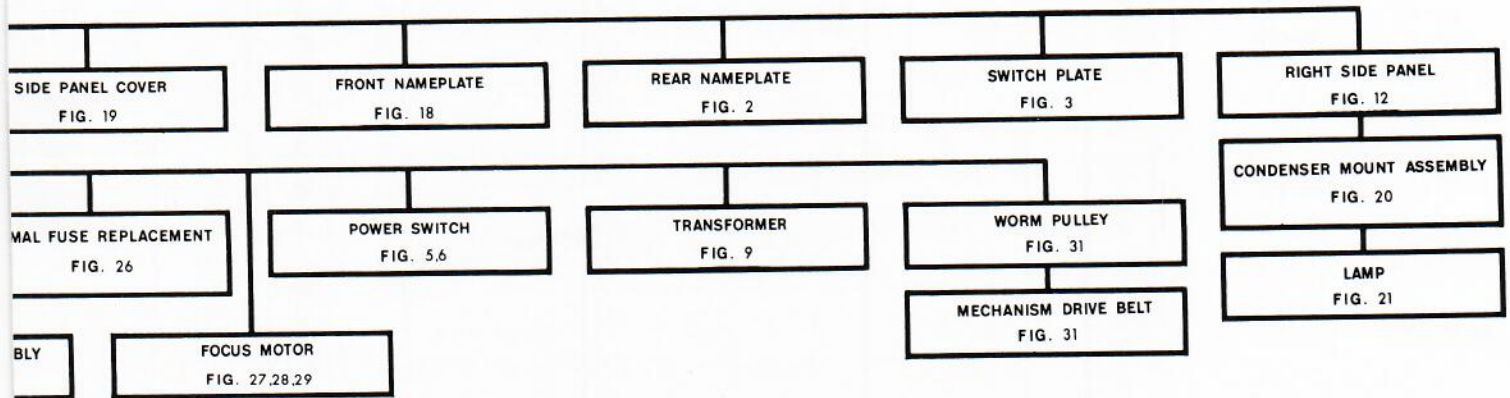 SIDE PANEL COVER
FIG. 19
FRONT NAMEPLATE
FIG. 18
REAR NAMEPLATE
FIG. 2
SWITCH PLATE
FIG. 3
RIGHT SIDE PANEL
FIG. 12
CONDENSER MOUNT ASSEMBLY
FIG. 20
LAMP
FIG. 21
MAL FUSE REPLACEMENT
FIG. 26
POWER SWITCH
FIG. 5,6
TRANSFORMER
FIG. 9
WORM PULLEY
FIG. 31
MECHANISM DRIVE BELT
FIG. 31
BLY
FOCUS MOTOR
FIG. 27,28,29